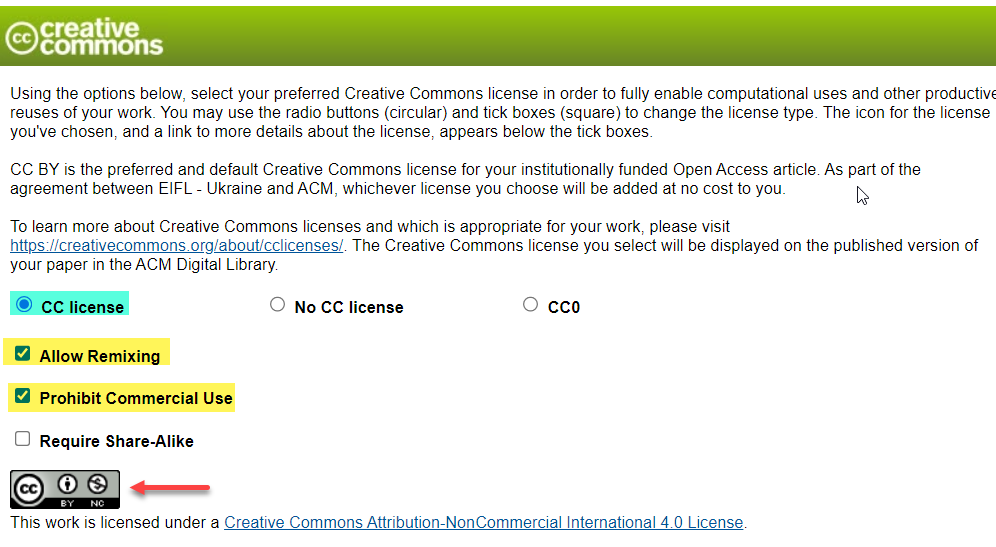 cc creative
commons
Using the options below, select your preferred Creative Commons license in order to fully enable computational uses and other productive
reuses of your work. You may use the radio buttons (circular) and tick boxes (square) to change the license type. The icon for the license
you've chosen, and a link to more details about the license, appears below the tick boxes.
CC BY is the preferred and default Creative Commons license for your institutionally funded Open Access article. As part of the
agreement between EIFL - Ukraine and ACM, whichever license you choose will be added at no cost to you.
To learn more about Creative Commons licenses and which is appropriate for your work, please visit
https://creativecommons.org/about/cclicenses/. The Creative Commons license you select will be displayed on the published version of
your paper in the ACM Digital Library.
CC license No CC license CC0
Allow Remixing
Prohibit Commercial Use
Require Share-Alike
cc
BY NC
This work is licensed under a Creative Commons Attribution-NonCommercial International 4.0 License.